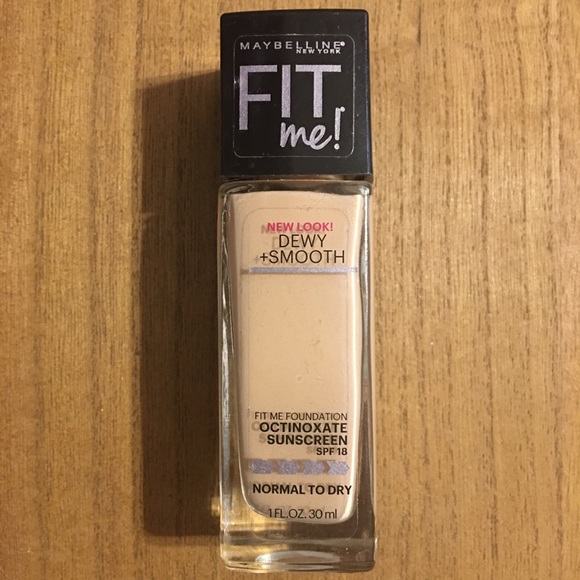 MAYBELLINE®
NEW YORK
FIT
me!
NEW LOOK!
DEWY
+SMOOTH
FIT ME FOUNDATION
OCTINOXATE
SUNSCREEN
SPF 18
NORMAL TO DRY
1 FL.OZ. 30 ml